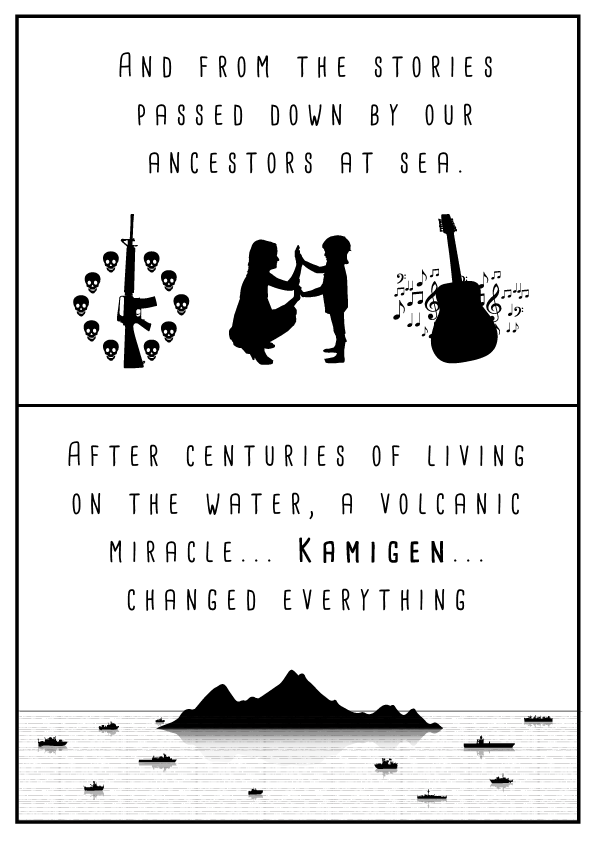 And from the stories
passed down by our
ancestors at sea.
After centuries of living
on the water, a volcanic
miracle... Kamigen...
changed everything